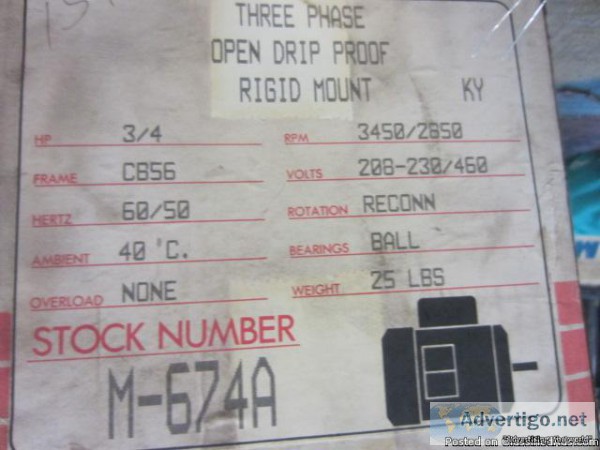 THREE PHASE
OPEN DRIP PROOF
RIGID MOUNT KY
HP 3/4 RPM 3450/2850
FRAME CB56 VOLTS 208-230/460
HERTZ 60/50 ROTATION RECONN
AMBIENT 40°C. BEARINGS BALL
OVERLOAD NONE WEIGHT 25 LBS
STOCK NUMBER
M-674A
Advertigo.net